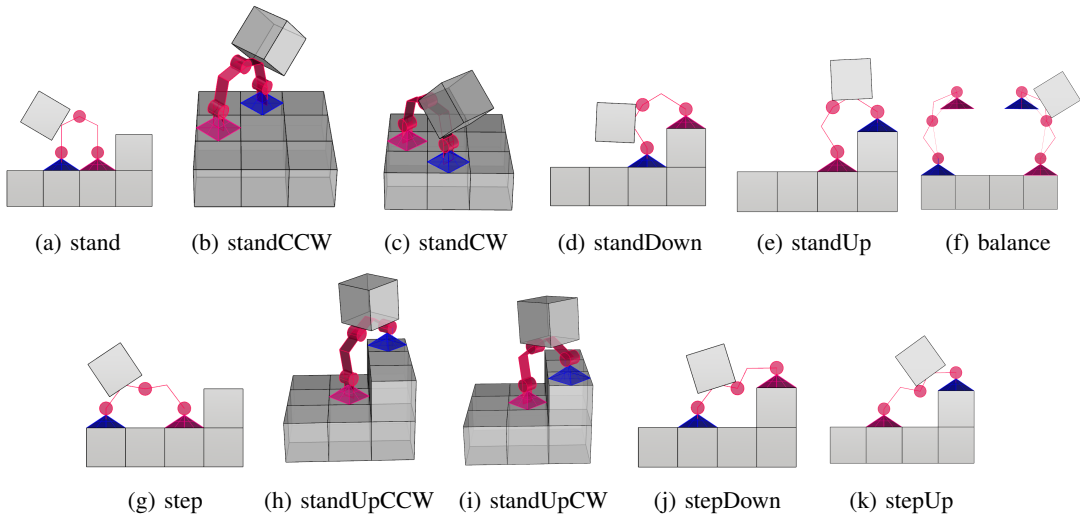 (a) stand
(b) standCCW
(c) standCW
(d) standDown
(e) standUp
(f) balance
(g) step
(h) standUpCCW
(i) standUpCW
(j) stepDown
(k) stepUp